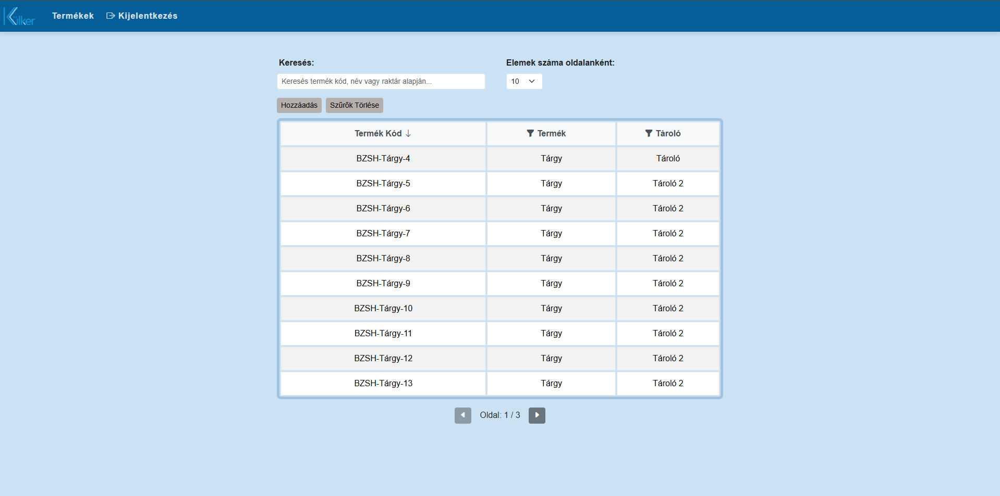 Külker Termékek Kijelentkezés
Keresés: Elemek száma oldalanként:
Keresés termék kód, név vagy raktár alapján... 10
Hozzáadás Szűrők Törlése
Termék Kód ↓ Termék Tároló
BZSH-Tárgy-4 Tárgy Tároló
BZSH-Tárgy-5 Tárgy Tároló 2
BZSH-Tárgy-6 Tárgy Tároló 2
BZSH-Tárgy-7 Tárgy Tároló 2
BZSH-Tárgy-8 Tárgy Tároló 2
BZSH-Tárgy-9 Tárgy Tároló 2
BZSH-Tárgy-10 Tárgy Tároló 2
BZSH-Tárgy-11 Tárgy Tároló 2
BZSH-Tárgy-12 Tárgy Tároló 2
BZSH-Tárgy-13 Tárgy Tároló 2
Oldal: 1 / 3